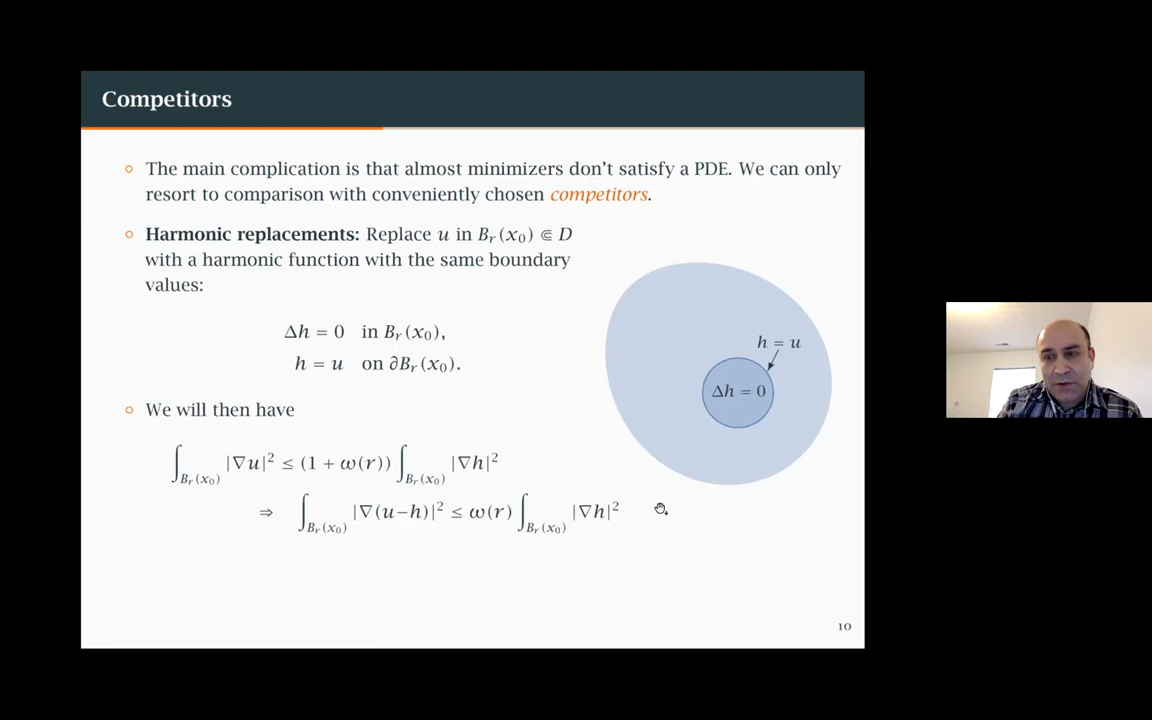 Competitors
∘ The main complication is that almost minimizers don't satisfy a PDE. We can only
resort to comparison with conveniently chosen competitors.
∘ Harmonic replacements: Replace u in B_r(x_0) ⋐ D
with a harmonic function with the same boundary
values:
Δh = 0 in B_r(x_0),
h = u on ∂B_r(x_0).
h = u
Δh = 0
∘ We will then have
∫_{B_r(x_0)} |∇u|² ≤ (1 + ω(r)) ∫_{B_r(x_0)} |∇h|²
⇒ ∫_{B_r(x_0)} |∇(u−h)|² ≤ ω(r) ∫_{B_r(x_0)} |∇h|²
10